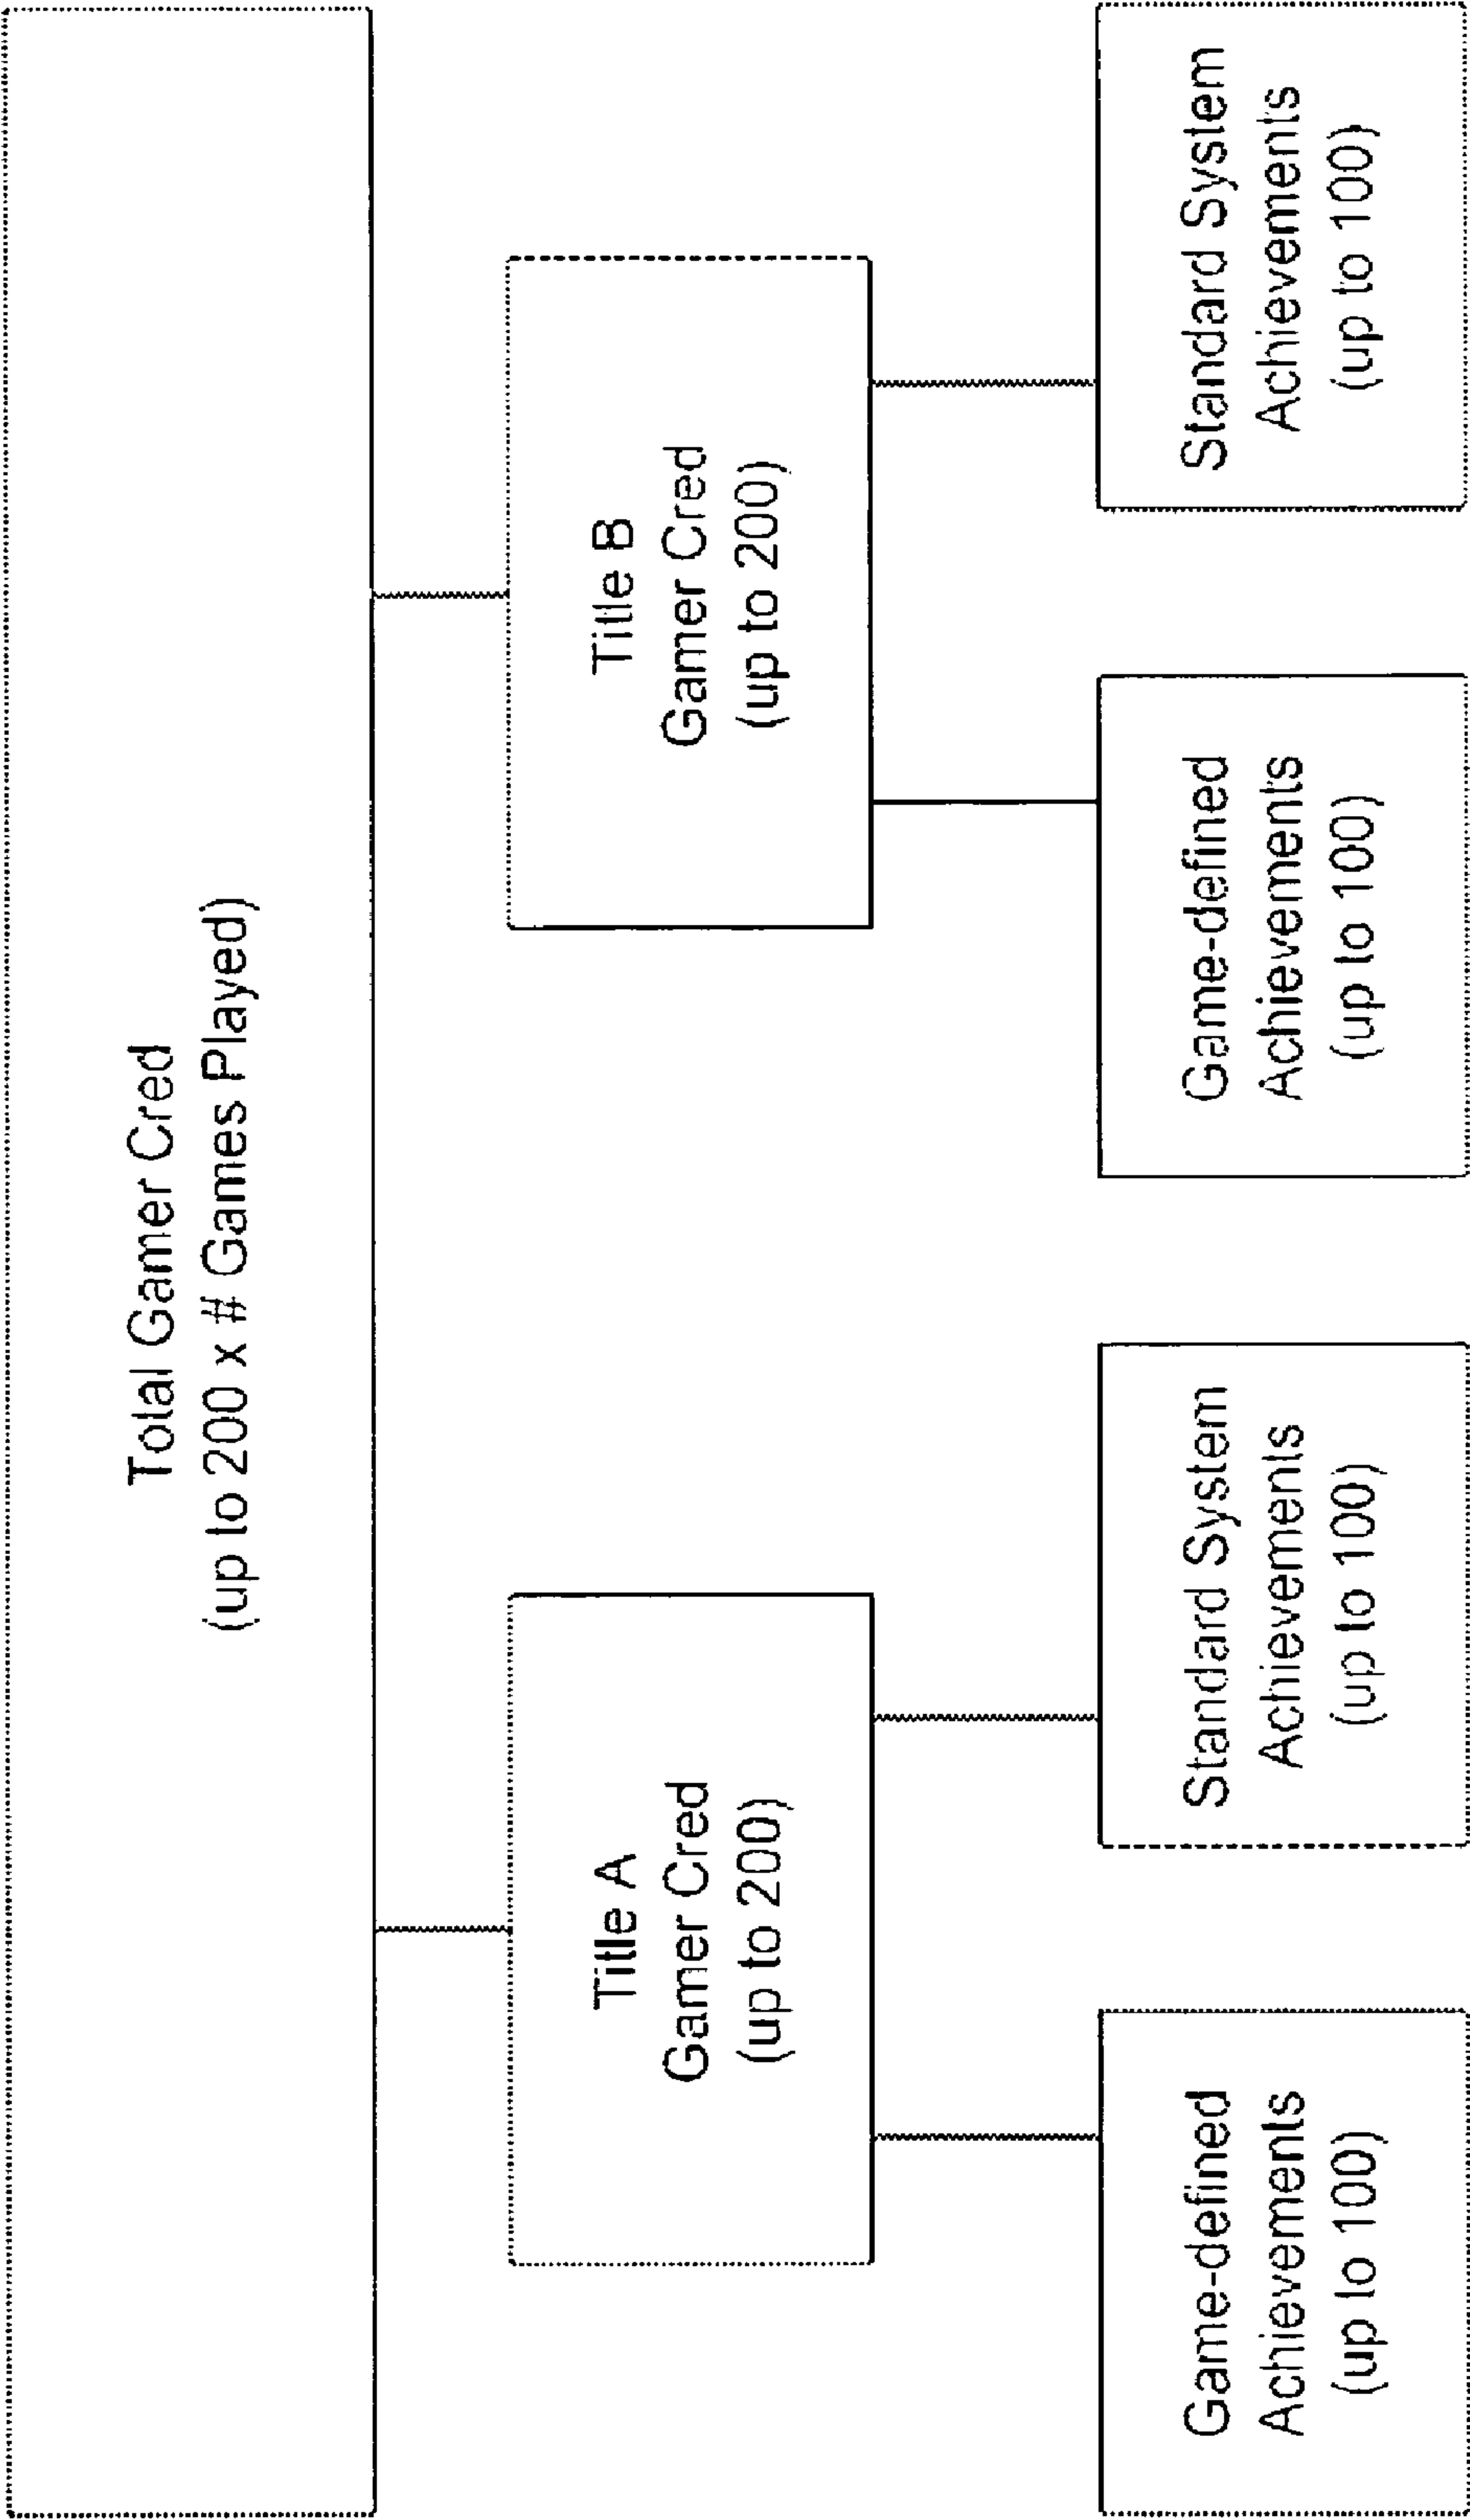 Total Gamer Cred
(up to 200 x # Games Played)
Title A
Gamer Cred
(up to 200)
Title B
Gamer Cred
(up to 200)
Game-defined
Achievements
(up to 100)
Standard System
Achievements
(up to 100)
Game-defined
Achievements
(up to 100)
Standard System
Achievements
(up to 100)